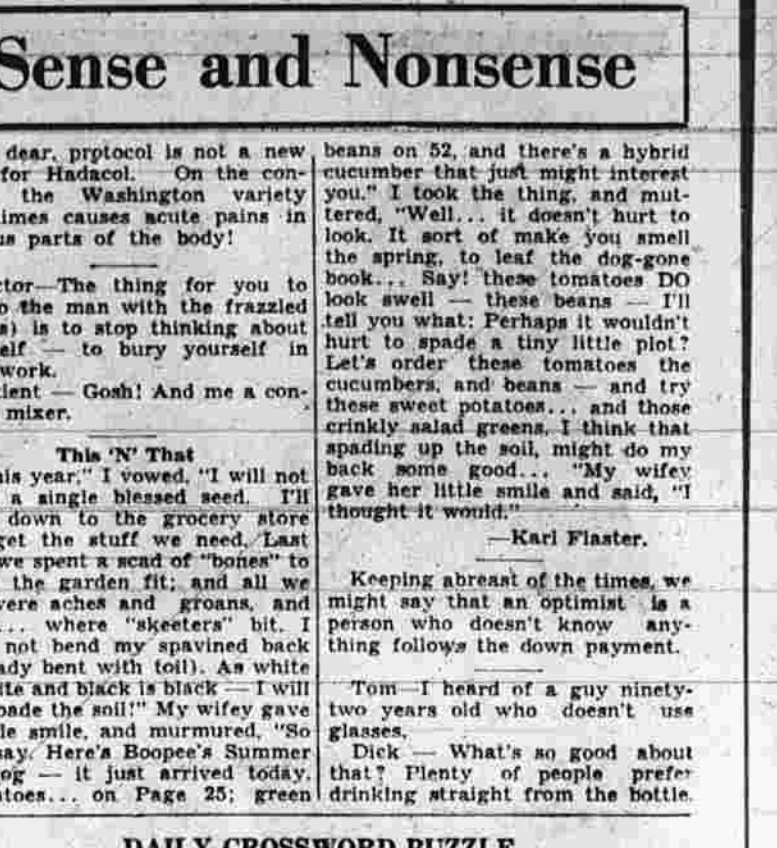 Sense and Nonsense
dear, prptocol is not a new
for Hadacol. On the con-
the Washington variety
imes causes acute pains in
us parts of the body!
ctor—The thing for you to
o the man with the frazzled
s) is to stop thinking about
elf — to bury yourself in
work.
ient — Gosh! And me a con-
mixer.
This 'N' That
his year," I vowed, "I will not
a single blessed seed. I'll
down to the grocery store
get the stuff we need. Last
we spent a scad of "bones" to
the garden fit; and all we
were aches and groans, and
... where "skeeters" bit. I
not bend my spavined back
ady bent with toil). As white
ite and black is black — I will
pade the soil!" My wifey gave
le smile, and murmured, "So
say. Here's Boopee's Summer
og — it just arrived today.
atoes... on Page 25; green
beans on 52, and there's a hybrid
cucumber that just might interest
you." I took the thing, and mut-
tered, "Well... it doesn't hurt to
look. It sort of make you smell
the spring, to leaf the dog-gone
book... Say! these tomatoes DO
look swell — these beans — I'll
tell you what: Perhaps it wouldn't
hurt to spade a tiny little plot?
Let's order these tomatoes the
cucumbers, and beans — and try
these sweet potatoes... and those
crinkly salad greens. I think that
spading up the soil, might do my
back some good... "My wifey
gave her little smile and said, "I
thought it would."
—Karl Flaster.
Keeping abreast of the times, we
might say that an optimist is a
person who doesn't know any-
thing follows the down payment.
Tom—I heard of a guy ninety-
two years old who doesn't use
glasses.
Dick — What's so good about
that? Plenty of people prefer
drinking straight from the bottle.
DAILY CROSSWORD PUZZLE